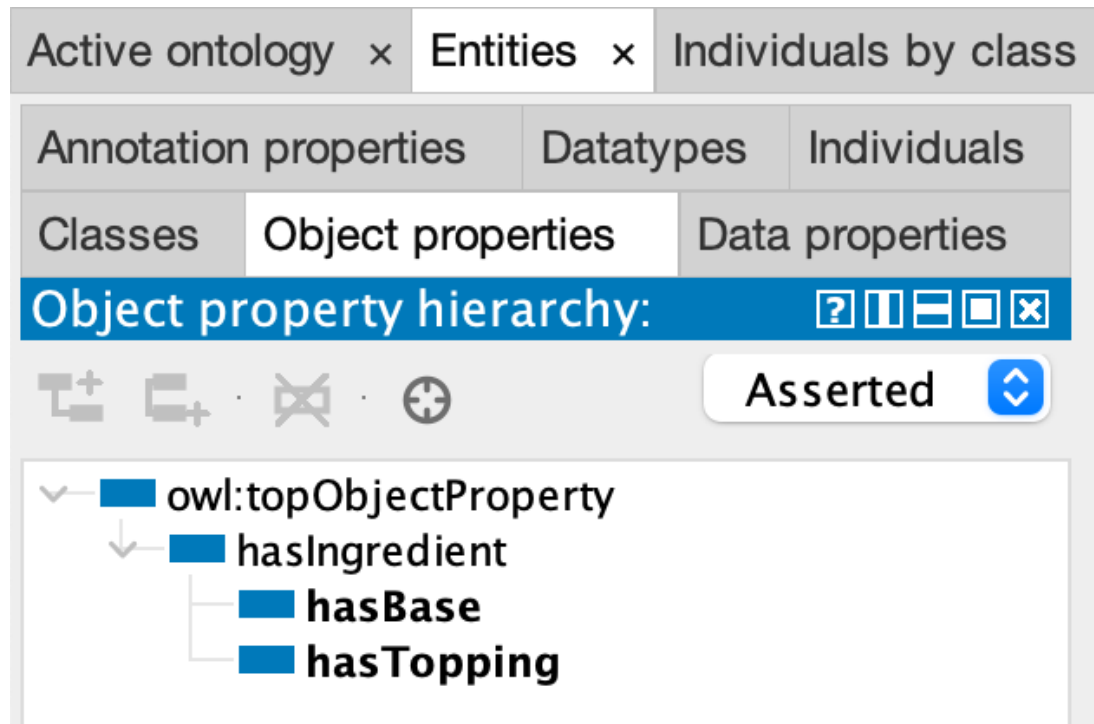 Active ontology × Entities × Individuals by class
Annotation properties Datatypes Individuals
Classes Object properties Data properties
Object property hierarchy:
Asserted
owl:topObjectProperty
hasIngredient
hasBase
hasTopping